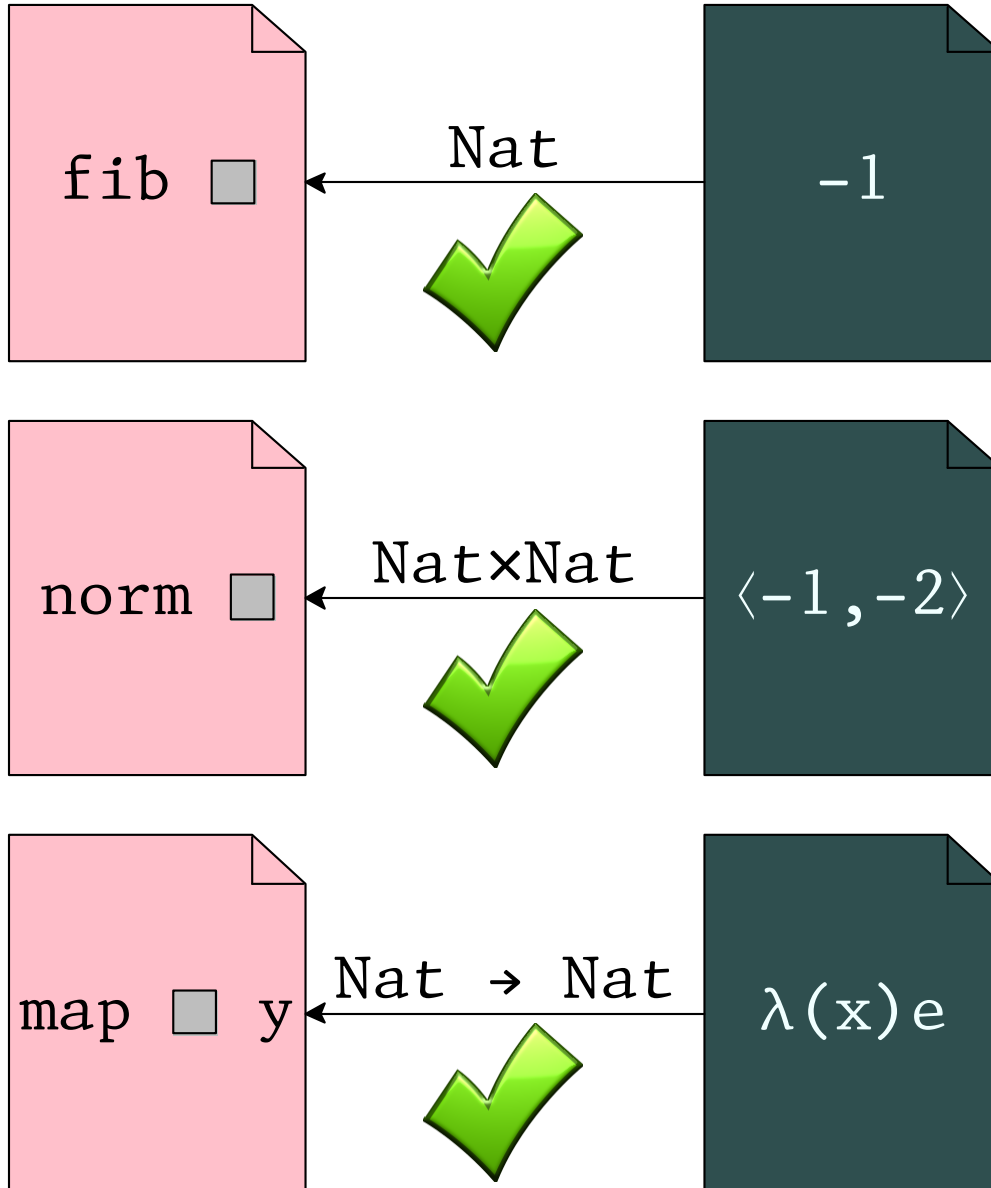 Nat
fib -1
Nat×Nat
norm ⟨-1,-2⟩
Nat → Nat
map y λ(x)e